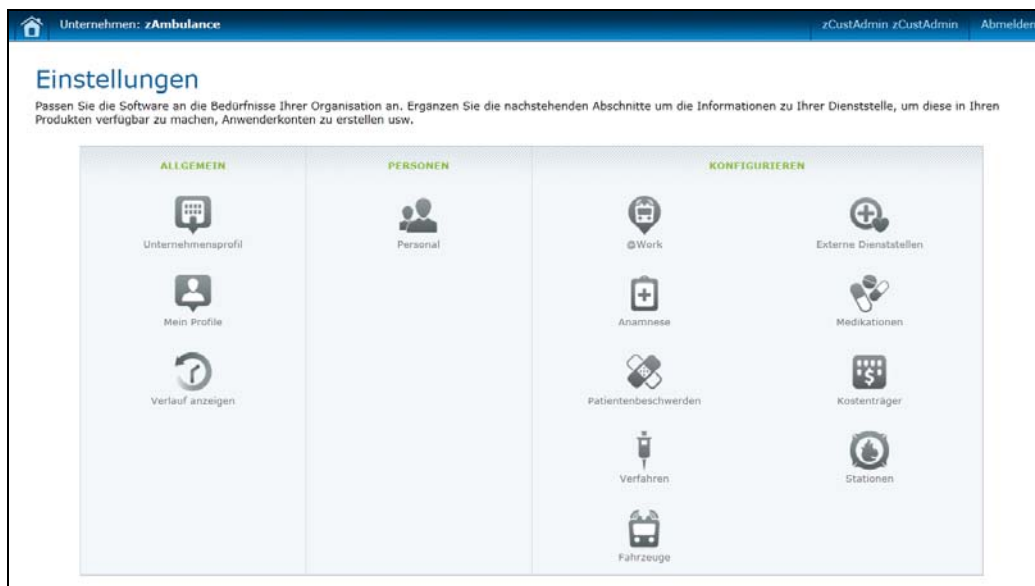 Unternehmen: zAmbulance
zCustAdmin zCustAdmin Abmelden
Einstellungen
Passen Sie die Software an die Bedürfnisse Ihrer Organisation an. Ergänzen Sie die nachstehenden Abschnitte um die Informationen zu Ihrer Dienststelle, um diese in Ihren
Produkten verfügbar zu machen, Anwenderkonten zu erstellen usw.
ALLGEMEIN
Unternehmensprofil
Mein Profile
Verlauf anzeigen
PERSONEN
Personal
KONFIGURIEREN
@Work
Externe Dienststellen
Anamnese
Medikationen
Patientenbeschwerden
Kostenträger
Verfahren
Stationen
Fahrzeuge